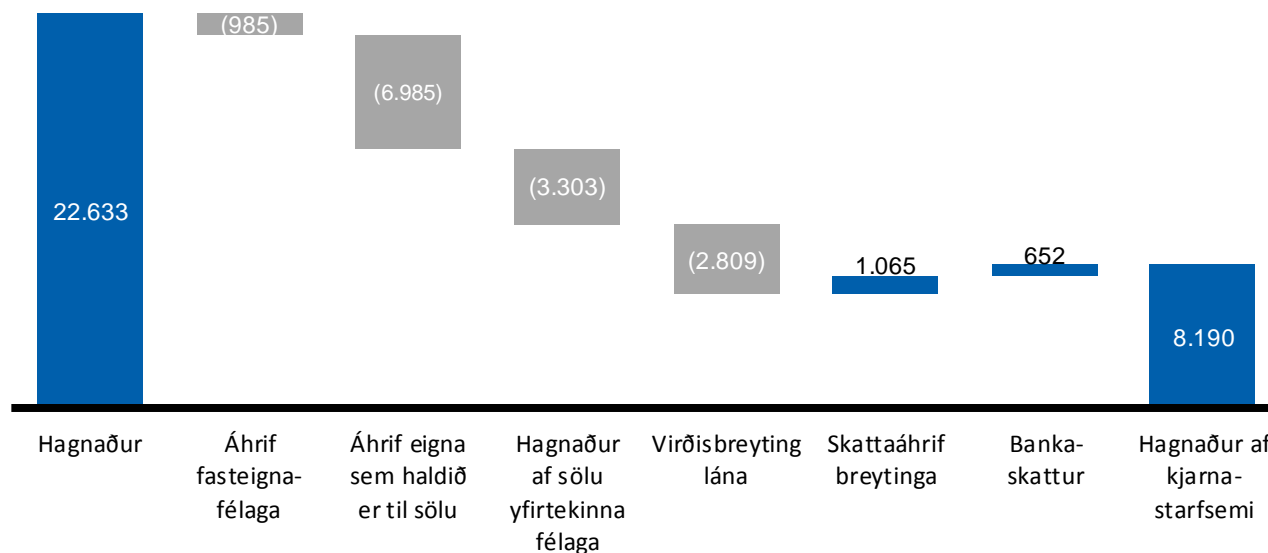 (985)
(6.985)
(3.303)
22.633
(2.809)
1.065
652
8.190
Hagnaður
Áhrif
fasteigna-
félaga
Áhrif eigna
sem haldið
er til sölu
Hagnaður
af sölu
yfirtekinna
félaga
Virðisbreyting
lána
Skattaáhrif
breytinga
Banka-
skattur
Hagnaður af
kjarna-
starfsemi